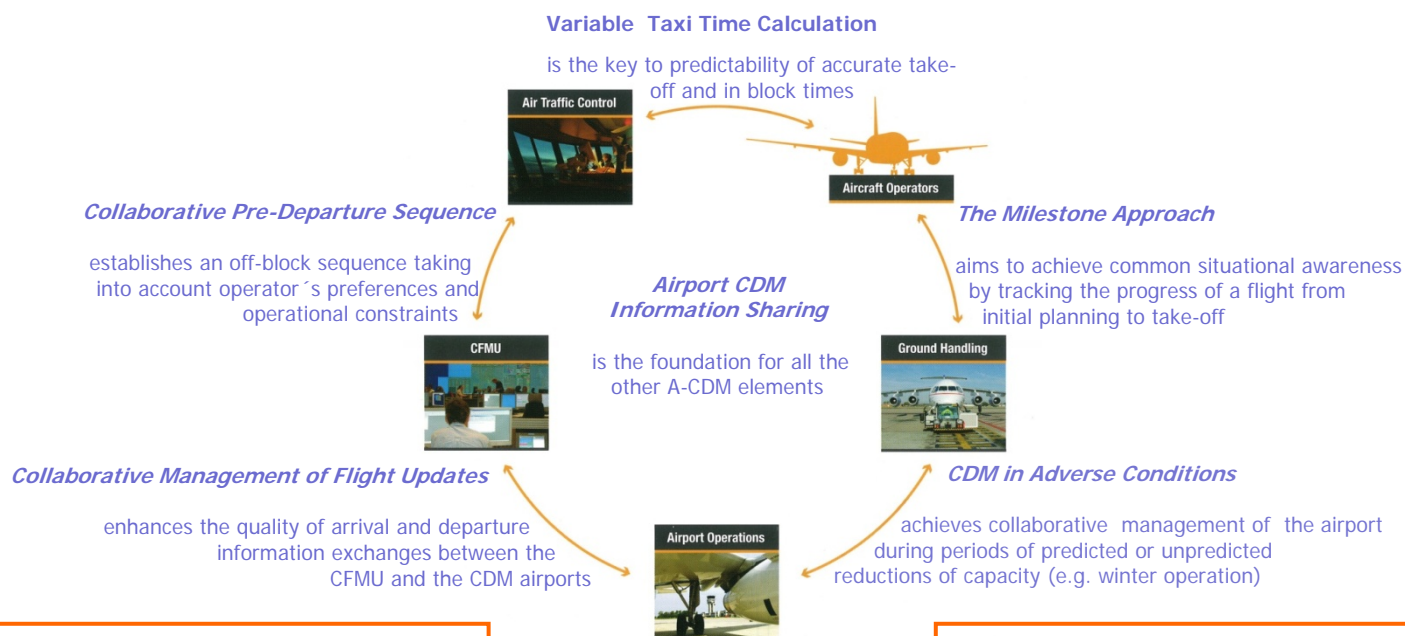 Variable Taxi Time Calculation
is the key to predictability of accurate take-
off and in block times
Air Traffic Control
Aircraft Operators
Collaborative Pre-Departure Sequence
establishes an off-block sequence taking
into account operator´s preferences and
operational constraints
The Milestone Approach
aims to achieve common situational awareness
by tracking the progress of a flight from
initial planning to take-off
Airport CDM
Information Sharing
is the foundation for all the
other A-CDM elements
CFMU
Ground Handling
Collaborative Management of Flight Updates
enhances the quality of arrival and departure
information exchanges between the
CFMU and the CDM airports
CDM in Adverse Conditions
achieves collaborative management of the airport
during periods of predicted or unpredicted
reductions of capacity (e.g. winter operation)
Airport Operations